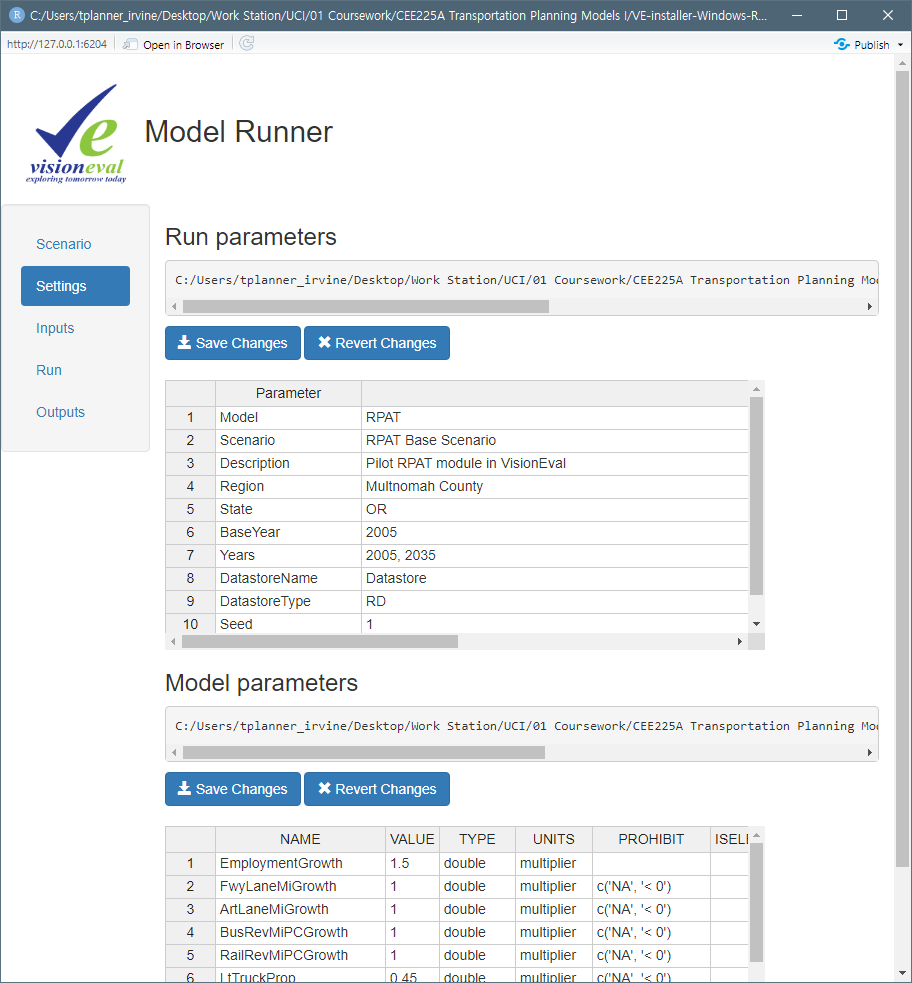 R C:/Users/tplanner_irvine/Desktop/Work Station/UCI/01 Coursework/CEE225A Transportation Planning Models I/VE-installer-Windows-R...
http://127.0.0.1:6204 Open in Browser Publish
visioneval
exploring tomorrow today
Model Runner
Scenario
Settings
Inputs
Run
Outputs
Run parameters
C:/Users/tplanner_irvine/Desktop/Work Station/UCI/01 Coursework/CEE225A Transportation Planning Mod
Save Changes Revert Changes
Parameter
1 Model RPAT
2 Scenario RPAT Base Scenario
3 Description Pilot RPAT module in VisionEval
4 Region Multnomah County
5 State OR
6 BaseYear 2005
7 Years 2005, 2035
8 DatastoreName Datastore
9 DatastoreType RD
10 Seed 1
Model parameters
C:/Users/tplanner_irvine/Desktop/Work Station/UCI/01 Coursework/CEE225A Transportation Planning Mod
Save Changes Revert Changes
NAME VALUE TYPE UNITS PROHIBIT ISELE
1 EmploymentGrowth 1.5 double multiplier
2 FwyLaneMiGrowth 1 double multiplier c('NA', '< 0')
3 ArtLaneMiGrowth 1 double multiplier c('NA', '< 0')
4 BusRevMiPCGrowth 1 double multiplier c('NA', '< 0')
5 RailRevMiPCGrowth 1 double multiplier c('NA', '< 0')
6 LtTruckProp 0.45 double multiplier c('NA', '< 0')